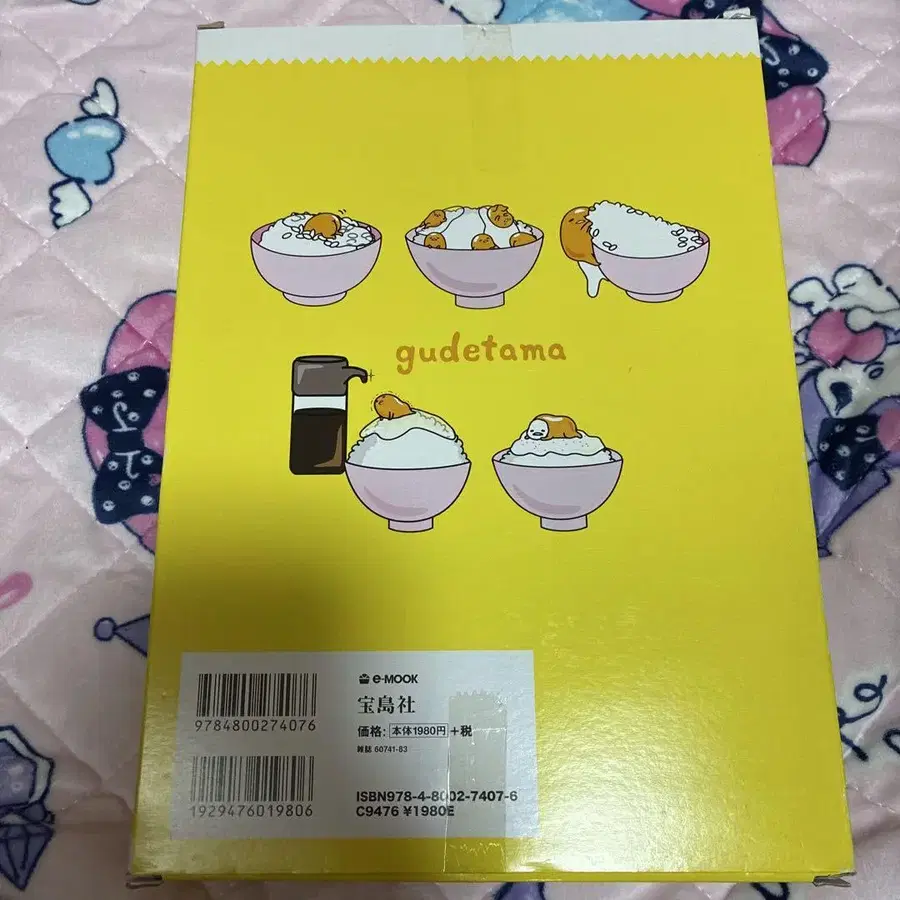 gudetama
e-MOOK
宝島社
価格: 本体1980円 +税
雑誌 60741-83
9784800274076
ISBN978-4-8002-7407-6
C9476 ¥1980E
1929476019806